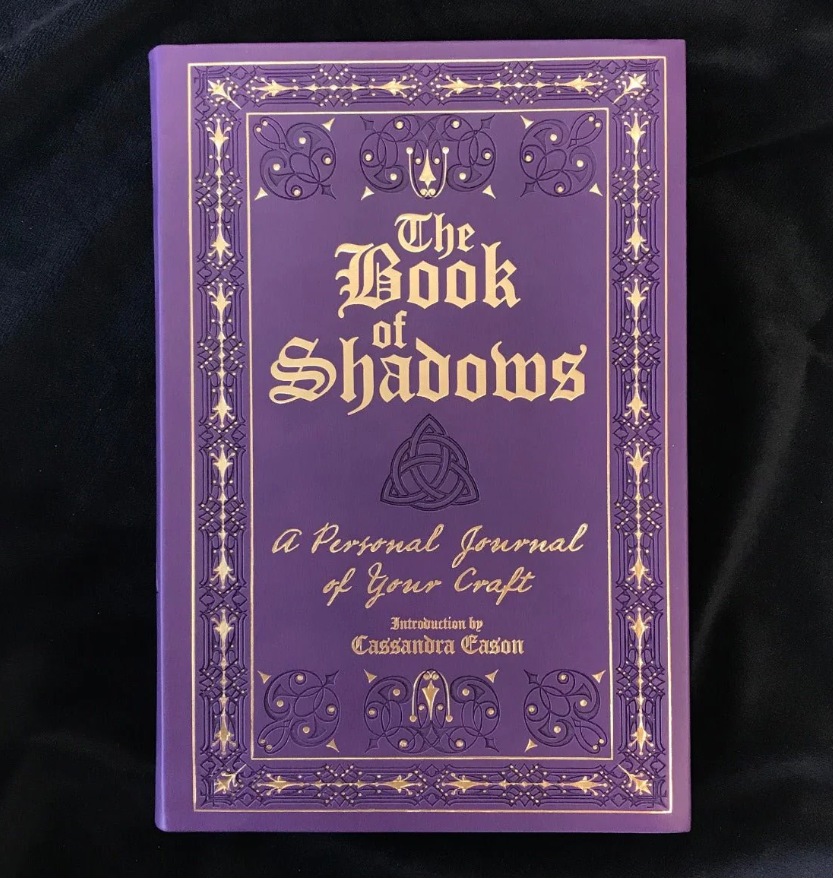 The
Book
of
Shadows
A Personal Journal
of Your Craft
Introduction by
Cassandra Eason